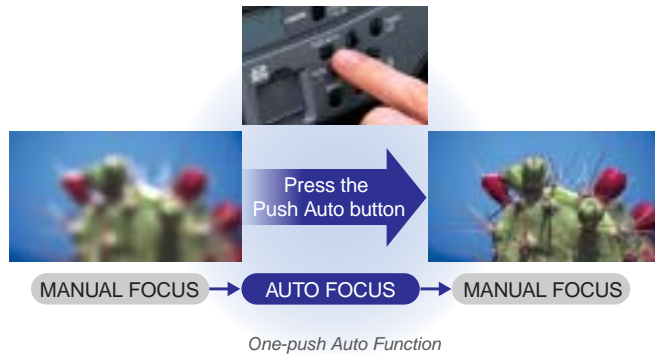 Press the
Push Auto button
MANUAL FOCUS
AUTO FOCUS
MANUAL FOCUS
One-push Auto Function